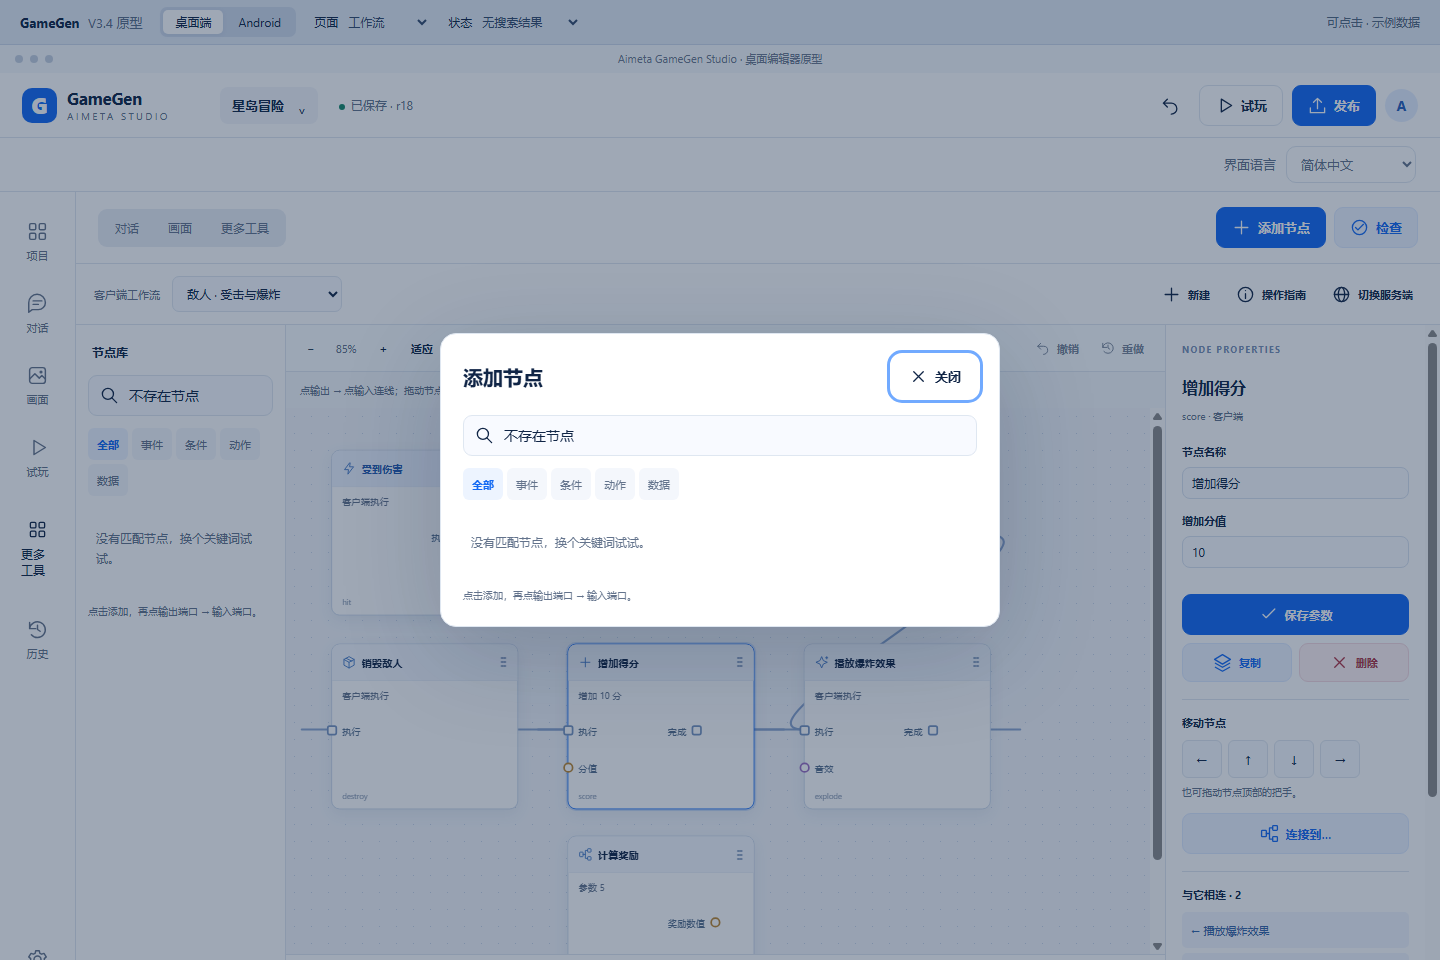 GameGen V3.4 原型 桌面端 Android 页面 工作流 状态 无搜索结果 可点击 · 示例数据
Aimeta GameGen Studio · 桌面编辑器原型
GameGen
AIMETA STUDIO
星岛冒险 已保存 · r18 试玩 发布 A
界面语言 简体中文
对话 画面 更多工具 添加节点 检查
客户端工作流 敌人 · 受击与爆炸 新建 操作指南 切换服务端
项目
对话
画面
试玩
更多
工具
历史
节点库
不存在节点
全部 事件 条件 动作
数据
没有匹配节点，换个关键词试
试。
点击添加，再点输出端口 → 输入端口。
− 85% + 适应 撤销 重做
点输出 → 点输入连线；拖动节点
受到伤害
客户端执行
执
hit
添加节点
关闭
不存在节点
全部 事件 条件 动作 数据
没有匹配节点，换个关键词试试。
点击添加，再点输出端口 → 输入端口。
销毁敌人
客户端执行
执行
destroy
增加得分
增加 10 分
执行 完成
分值
score
播放爆炸效果
客户端执行
执行 完成
音效
explode
计算奖励
参数 5
奖励数值
NODE PROPERTIES
增加得分
score · 客户端
节点名称
增加得分
增加分值
10
保存参数
复制 删除
移动节点
← ↑ ↓ →
也可拖动节点顶部的把手。
连接到...
与它相连 · 2
← 播放爆炸效果